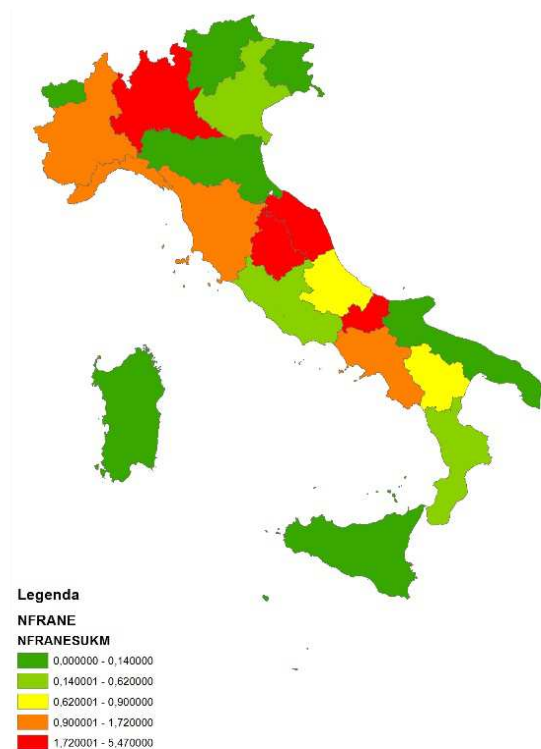 Legenda
NFRANE
NFRANESUKM
0,000000 - 0,140000
0,140001 - 0,620000
0,620001 - 0,900000
0,900001 - 1,720000
1,720001 - 5,470000